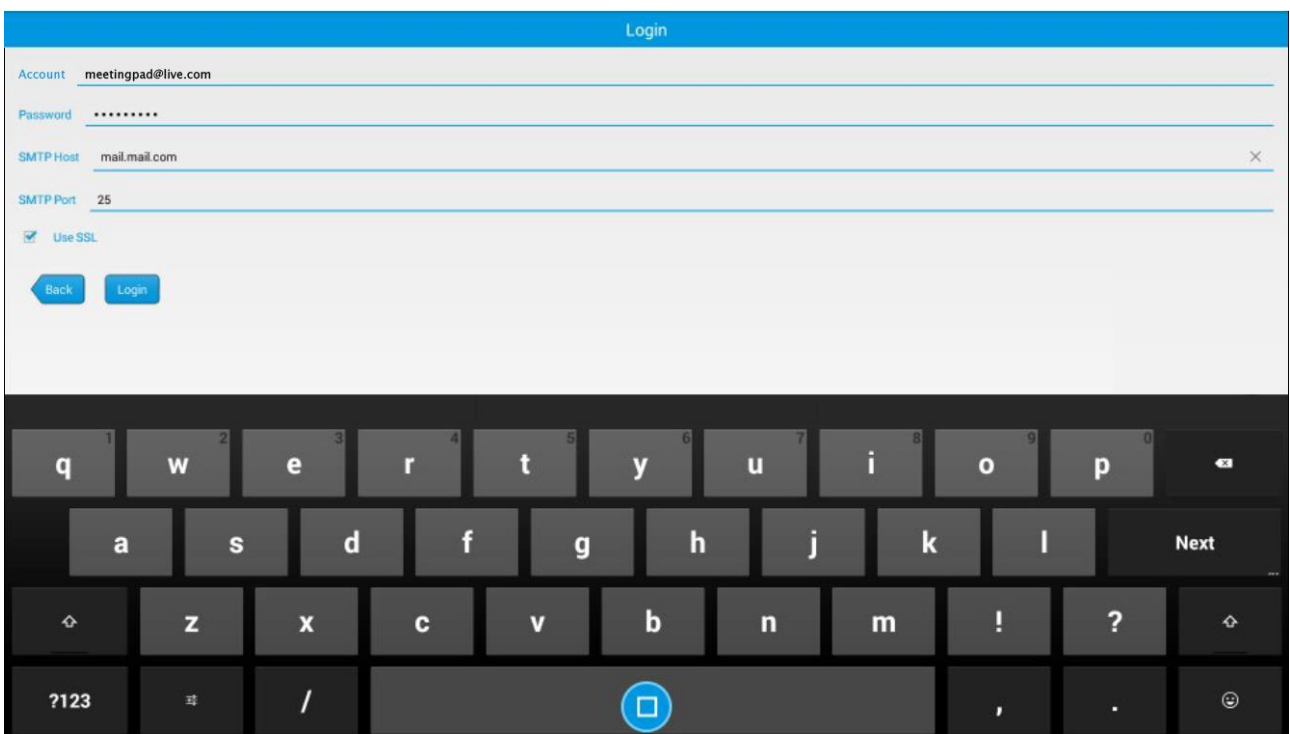 Login
Account meetingpad@live.com
Password •••••••••
SMTP Host mail.mail.com
SMTP Port 25
Use SSL
Back Login
1 2 3 4 5 6 7 8 9 0
q w e r t y u i o p
a s d f g h j k l Next
...
z x c v b n m ! ?
?123 / , .